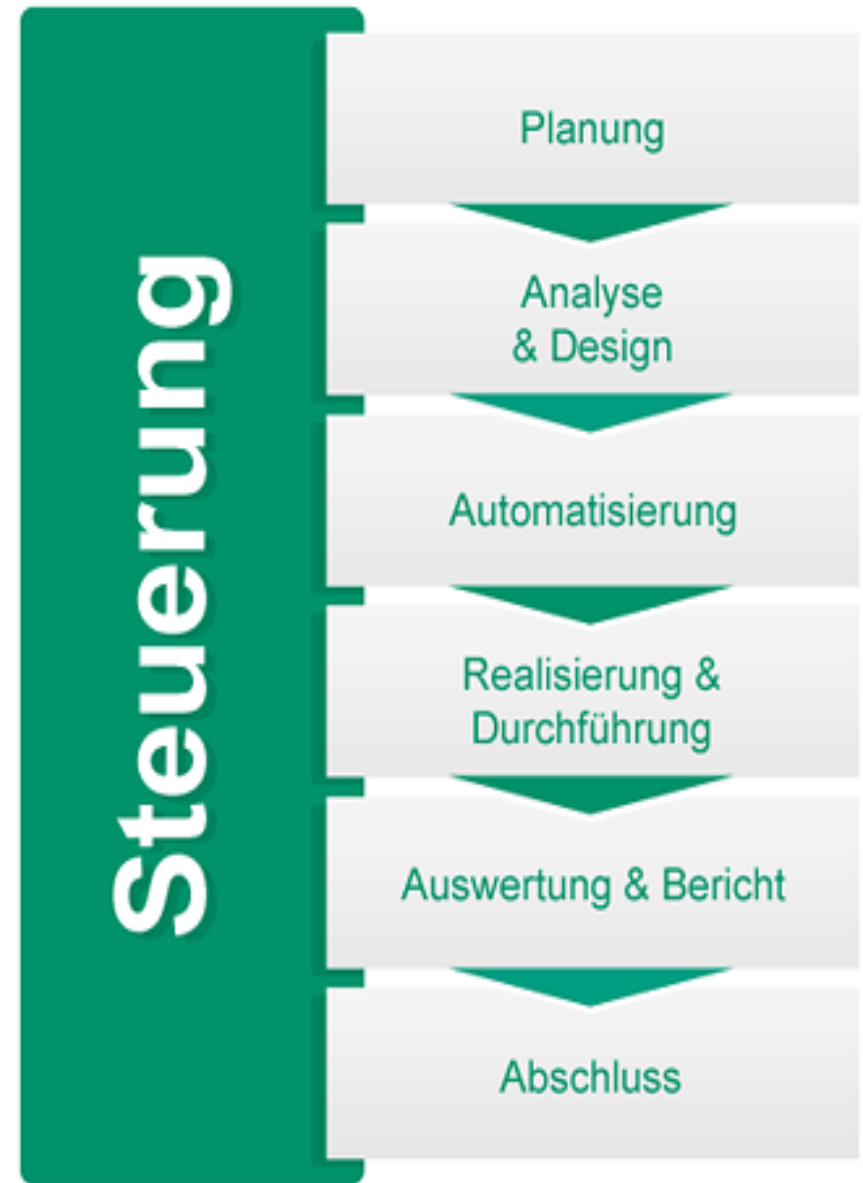 Steuerung
Planung
Analyse
& Design
Automatisierung
Realisierung &
Durchführung
Auswertung & Bericht
Abschluss